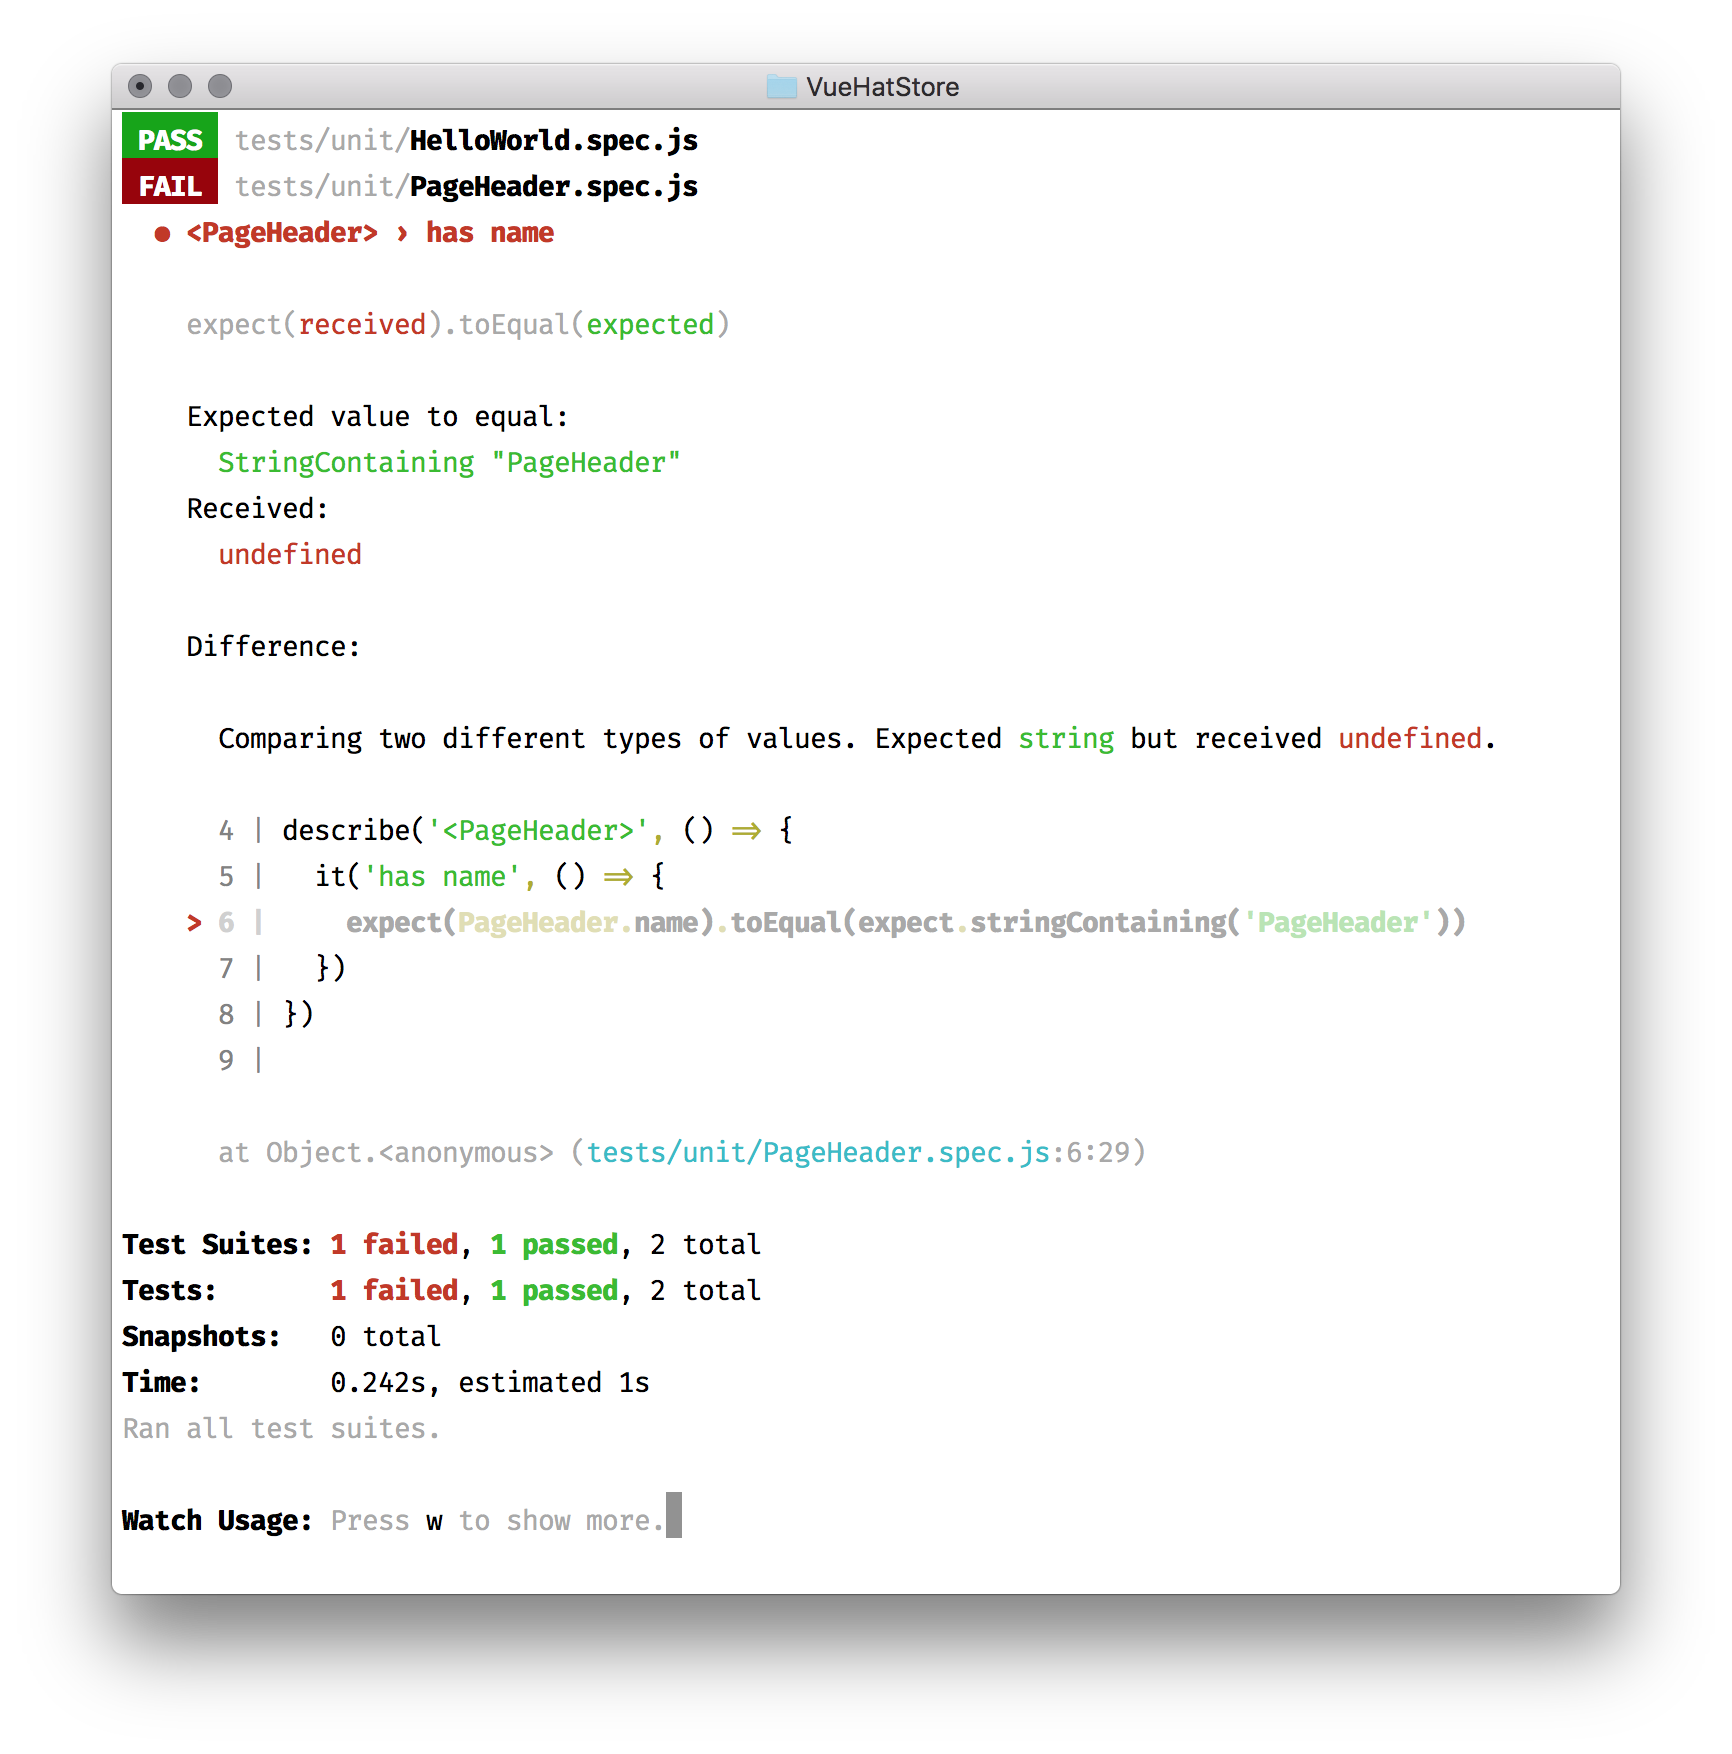 VueHatStore
PASS tests/unit/HelloWorld.spec.js
FAIL tests/unit/PageHeader.spec.js
● <PageHeader> › has name
expect(received).toEqual(expected)
Expected value to equal:
StringContaining "PageHeader"
Received:
undefined
Difference:
Comparing two different types of values. Expected string but received undefined.
4 | describe('<PageHeader>', () => {
5 |   it('has name', () => {
> 6 |     expect(PageHeader.name).toEqual(expect.stringContaining('PageHeader'))
7 |   })
8 | })
9 |
at Object.<anonymous> (tests/unit/PageHeader.spec.js:6:29)
Test Suites: 1 failed, 1 passed, 2 total
Tests:       1 failed, 1 passed, 2 total
Snapshots:   0 total
Time:        0.242s, estimated 1s
Ran all test suites.
Watch Usage: Press w to show more.